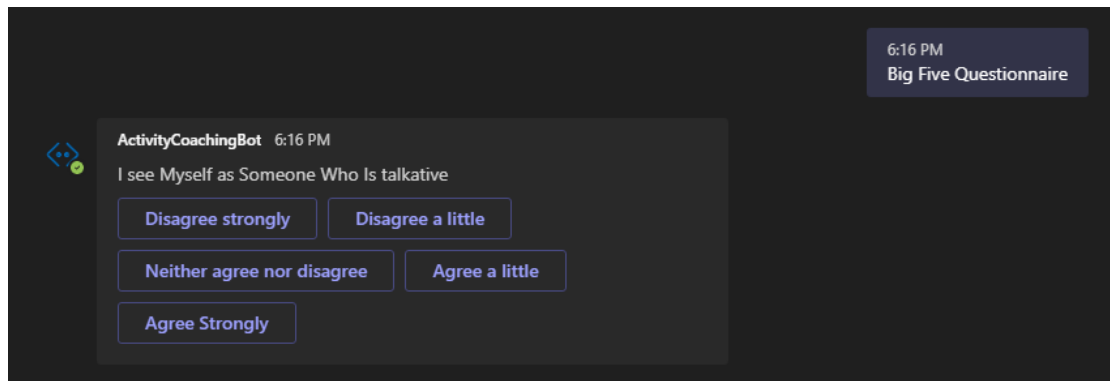 6:16 PM
Big Five Questionnaire
ActivityCoachingBot 6:16 PM
I see Myself as Someone Who Is talkative
Disagree strongly Disagree a little
Neither agree nor disagree Agree a little
Agree Strongly